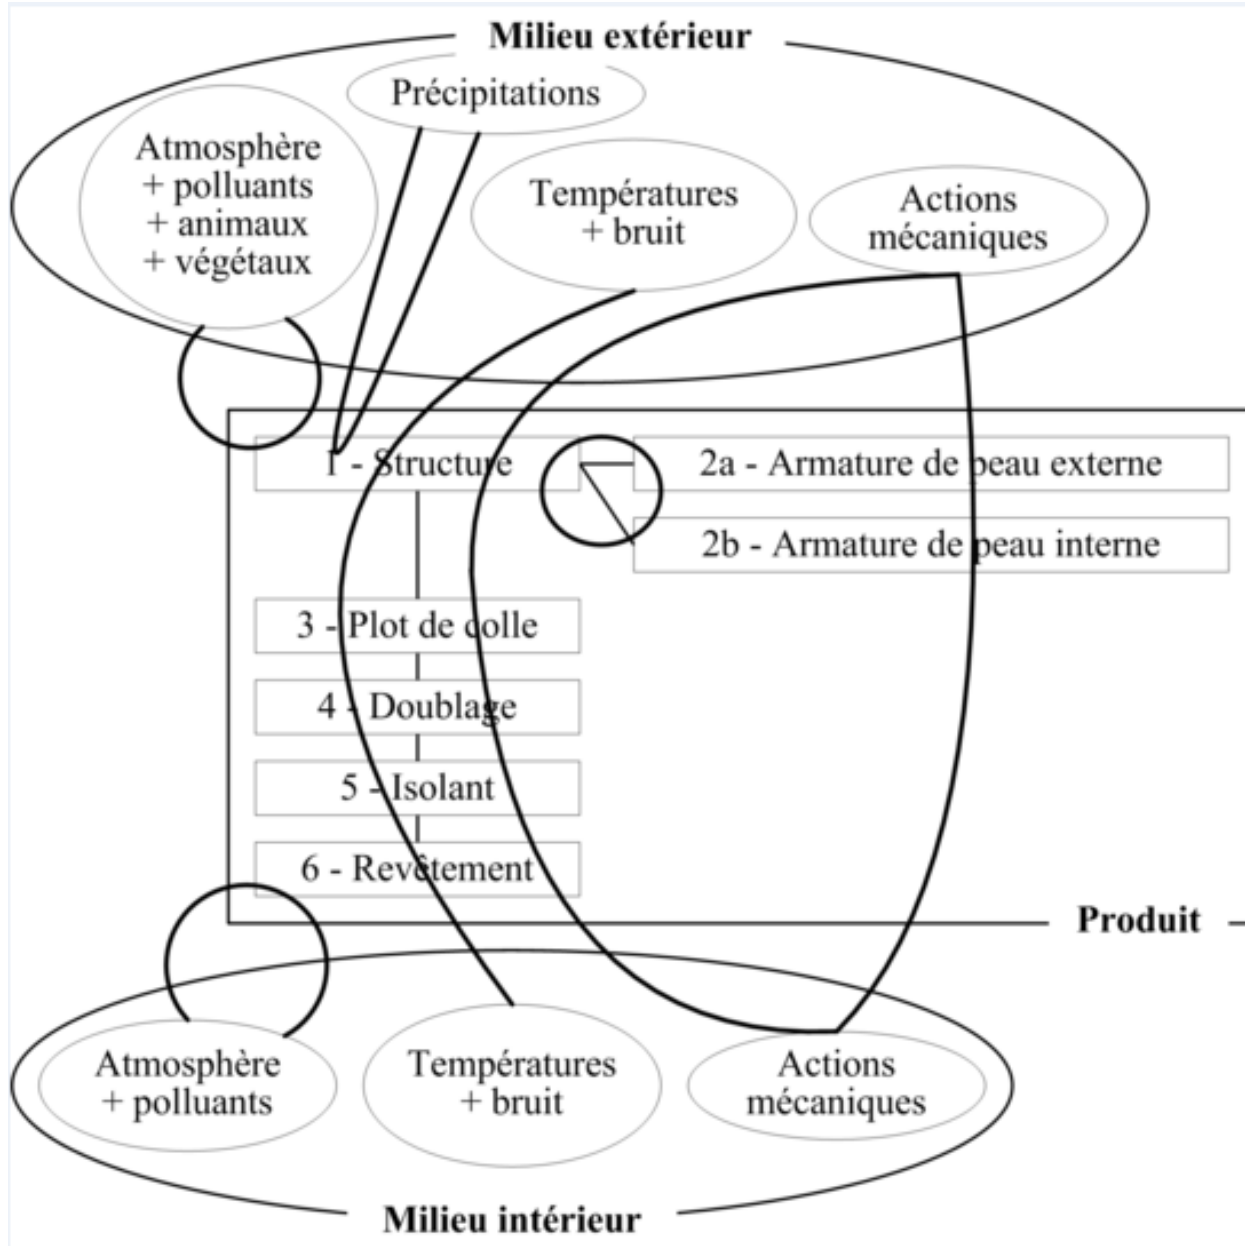 Milieu extérieur
Précipitations
Atmosphère
+ polluants
+ animaux
+ végétaux
Températures
+ bruit
Actions
mécaniques
1 - Structure
2a - Armature de peau externe
2b - Armature de peau interne
3 - Plot de colle
4 - Doublage
5 - Isolant
6 - Revêtement
Produit
Atmosphère
+ polluants
Températures
+ bruit
Actions
mécaniques
Milieu intérieur